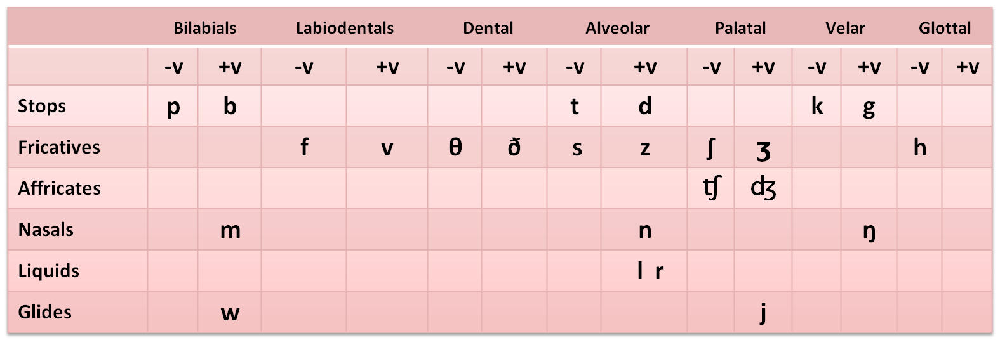 Bilabials Labiodentals Dental Alveolar Palatal Velar Glottal
-v +v -v +v -v +v -v +v -v +v -v +v -v +v
Stops p b t d k g
Fricatives f v θ ð s z ʃ ʒ h
Affricates ʧ ʤ
Nasals m n ŋ
Liquids l r
Glides w j